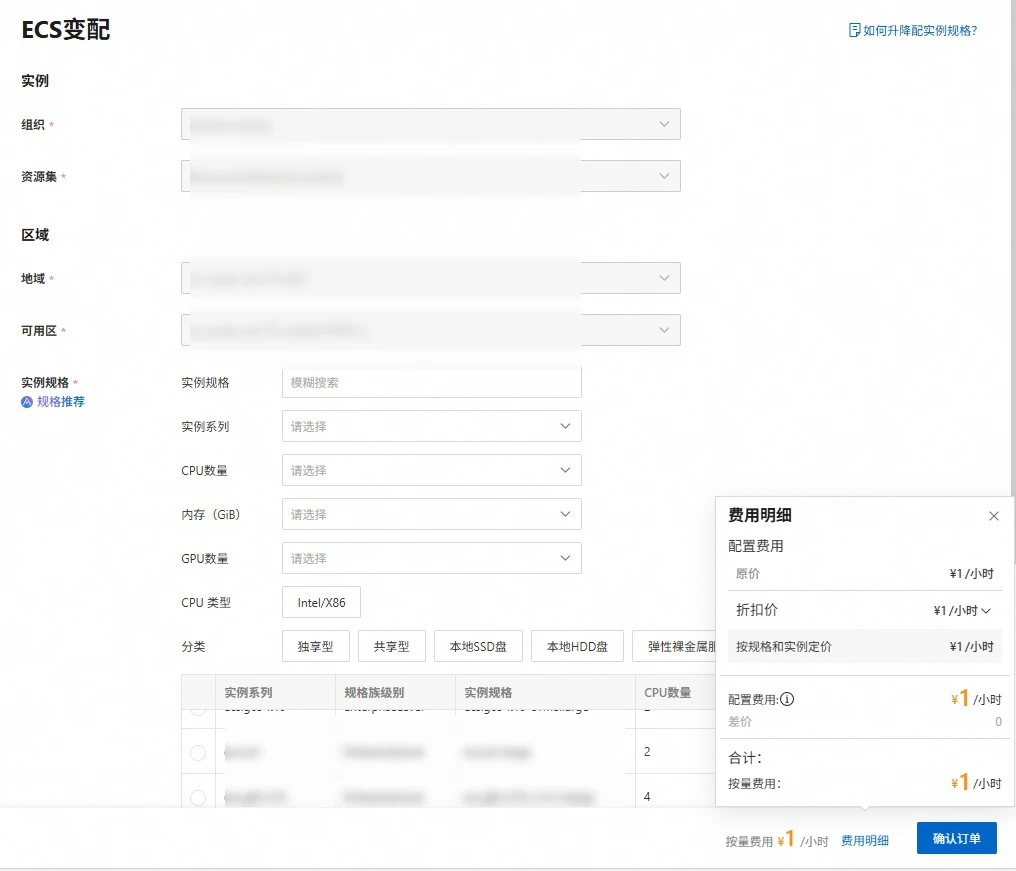 ECS变配
如何升降配实例规格?
实例
组织 *
资源集 *
区域
地域 *
可用区 *
实例规格 *
规格推荐
实例规格 模糊搜索
实例系列 请选择
CPU数量 请选择
内存（GiB） 请选择
GPU数量 请选择
CPU 类型 Intel/X86
分类 独享型 共享型 本地SSD盘 本地HDD盘 弹性裸金属服
实例系列 规格族级别 实例规格 CPU数量
2
4
费用明细
配置费用
原价 ¥1/小时
折扣价 ¥1/小时
按规格和实例定价 ¥1/小时
配置费用: ¥1/小时
差价 0
合计:
按量费用: ¥1/小时
按量费用 ¥1/小时 费用明细 确认订单